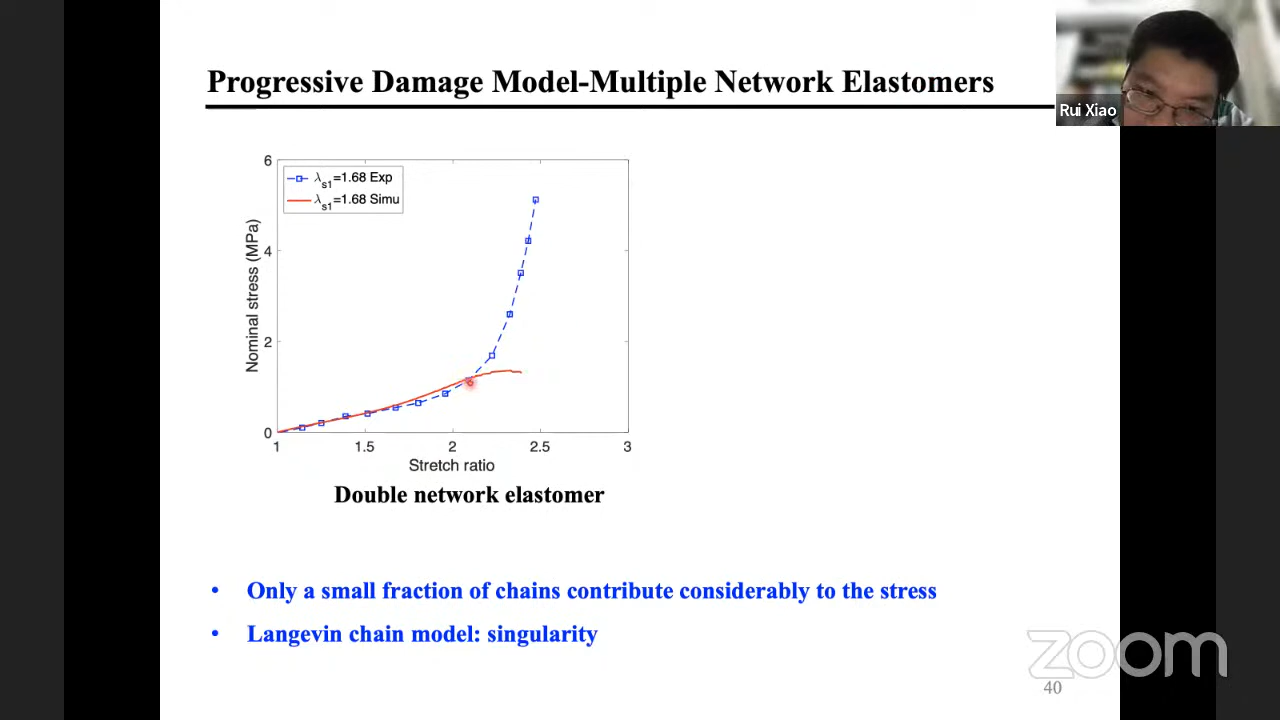 Progressive Damage Model-Multiple Network Elastomers
Rui Xiao
6
4
2
0
Nominal stress (MPa)
λs1=1.68 Exp
λs1=1.68 Simu
1 1.5 2 2.5 3
Stretch ratio
Double network elastomer
• Only a small fraction of chains contribute considerably to the stress
• Langevin chain model: singularity
zoom
40